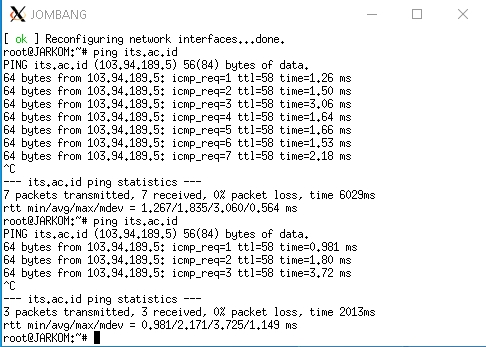 JOMBANG
[ ok ] Reconfiguring network interfaces...done.
root@JARKOM:~# ping its.ac.id
PING its.ac.id (103.94.189.5) 56(84) bytes of data.
64 bytes from 103.94.189.5: icmp_req=1 ttl=58 time=1.26 ms
64 bytes from 103.94.189.5: icmp_req=2 ttl=58 time=1.50 ms
64 bytes from 103.94.189.5: icmp_req=3 ttl=58 time=3.06 ms
64 bytes from 103.94.189.5: icmp_req=4 ttl=58 time=1.64 ms
64 bytes from 103.94.189.5: icmp_req=5 ttl=58 time=1.66 ms
64 bytes from 103.94.189.5: icmp_req=6 ttl=58 time=1.53 ms
64 bytes from 103.94.189.5: icmp_req=7 ttl=58 time=2.18 ms
^C
--- its.ac.id ping statistics ---
7 packets transmitted, 7 received, 0% packet loss, time 6029ms
rtt min/avg/max/mdev = 1.267/1.835/3.060/0.564 ms
root@JARKOM:~# ping its.ac.id
PING its.ac.id (103.94.189.5) 56(84) bytes of data.
64 bytes from 103.94.189.5: icmp_req=1 ttl=58 time=0.981 ms
64 bytes from 103.94.189.5: icmp_req=2 ttl=58 time=1.80 ms
64 bytes from 103.94.189.5: icmp_req=3 ttl=58 time=3.72 ms
^C
--- its.ac.id ping statistics ---
3 packets transmitted, 3 received, 0% packet loss, time 2013ms
rtt min/avg/max/mdev = 0.981/2.171/3.725/1.149 ms
root@JARKOM:~#